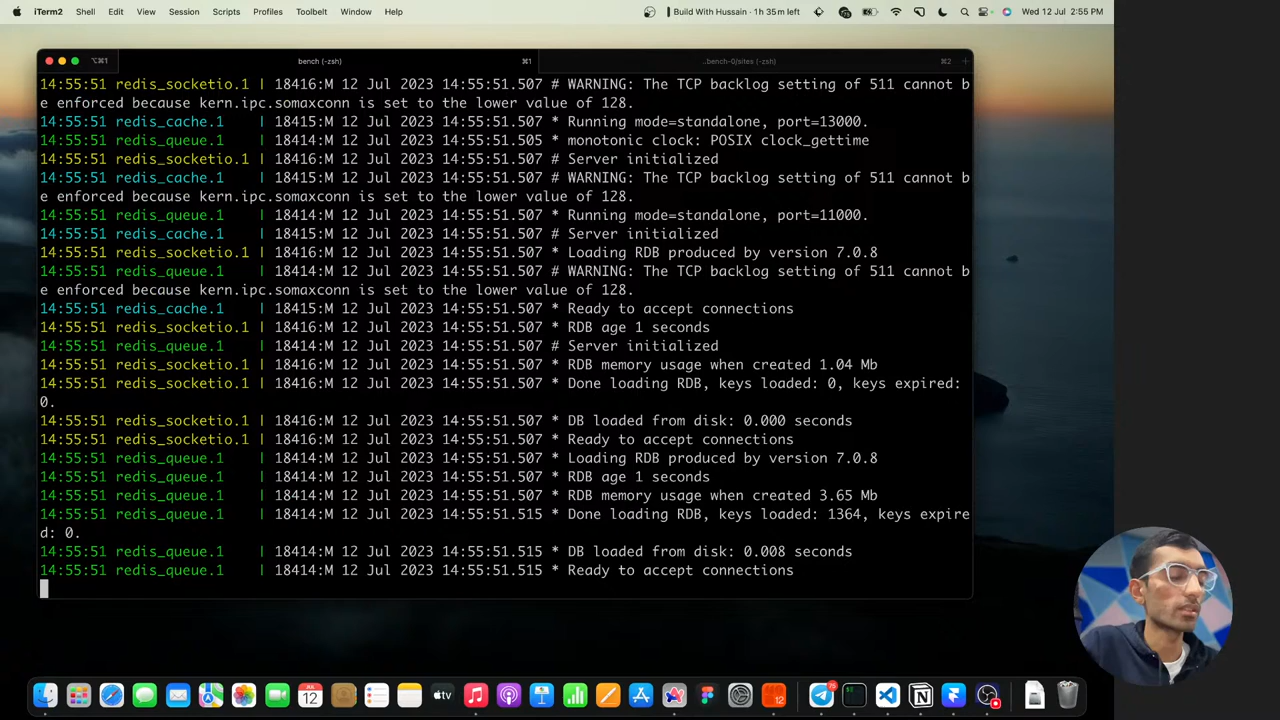 iTerm2 Shell Edit View Session Scripts Profiles Toolbelt Window Help Build With Hussain · 1h 35m left Wed 12 Jul 2:55 PM
⌥⌘1 bench (-zsh) ⌘1 ..bench-0/sites (-zsh) ⌘2 +
14:55:51 redis_socketio.1 | 18416:M 12 Jul 2023 14:55:51.507 # WARNING: The TCP backlog setting of 511 cannot b
e enforced because kern.ipc.somaxconn is set to the lower value of 128.
14:55:51 redis_cache.1 | 18415:M 12 Jul 2023 14:55:51.507 * Running mode=standalone, port=13000.
14:55:51 redis_queue.1 | 18414:M 12 Jul 2023 14:55:51.505 * monotonic clock: POSIX clock_gettime
14:55:51 redis_socketio.1 | 18416:M 12 Jul 2023 14:55:51.507 # Server initialized
14:55:51 redis_cache.1 | 18415:M 12 Jul 2023 14:55:51.507 # WARNING: The TCP backlog setting of 511 cannot b
e enforced because kern.ipc.somaxconn is set to the lower value of 128.
14:55:51 redis_queue.1 | 18414:M 12 Jul 2023 14:55:51.507 * Running mode=standalone, port=11000.
14:55:51 redis_cache.1 | 18415:M 12 Jul 2023 14:55:51.507 # Server initialized
14:55:51 redis_socketio.1 | 18416:M 12 Jul 2023 14:55:51.507 * Loading RDB produced by version 7.0.8
14:55:51 redis_queue.1 | 18414:M 12 Jul 2023 14:55:51.507 # WARNING: The TCP backlog setting of 511 cannot b
e enforced because kern.ipc.somaxconn is set to the lower value of 128.
14:55:51 redis_cache.1 | 18415:M 12 Jul 2023 14:55:51.507 * Ready to accept connections
14:55:51 redis_socketio.1 | 18416:M 12 Jul 2023 14:55:51.507 * RDB age 1 seconds
14:55:51 redis_queue.1 | 18414:M 12 Jul 2023 14:55:51.507 # Server initialized
14:55:51 redis_socketio.1 | 18416:M 12 Jul 2023 14:55:51.507 * RDB memory usage when created 1.04 Mb
14:55:51 redis_socketio.1 | 18416:M 12 Jul 2023 14:55:51.507 * Done loading RDB, keys loaded: 0, keys expired:
0.
14:55:51 redis_socketio.1 | 18416:M 12 Jul 2023 14:55:51.507 * DB loaded from disk: 0.000 seconds
14:55:51 redis_socketio.1 | 18416:M 12 Jul 2023 14:55:51.507 * Ready to accept connections
14:55:51 redis_queue.1 | 18414:M 12 Jul 2023 14:55:51.507 * Loading RDB produced by version 7.0.8
14:55:51 redis_queue.1 | 18414:M 12 Jul 2023 14:55:51.507 * RDB age 1 seconds
14:55:51 redis_queue.1 | 18414:M 12 Jul 2023 14:55:51.507 * RDB memory usage when created 3.65 Mb
14:55:51 redis_queue.1 | 18414:M 12 Jul 2023 14:55:51.515 * Done loading RDB, keys loaded: 1364, keys expire
d: 0.
14:55:51 redis_queue.1 | 18414:M 12 Jul 2023 14:55:51.515 * DB loaded from disk: 0.008 seconds
14:55:51 redis_queue.1 | 18414:M 12 Jul 2023 14:55:51.515 * Ready to accept connections
JUL
12 tv 12 75